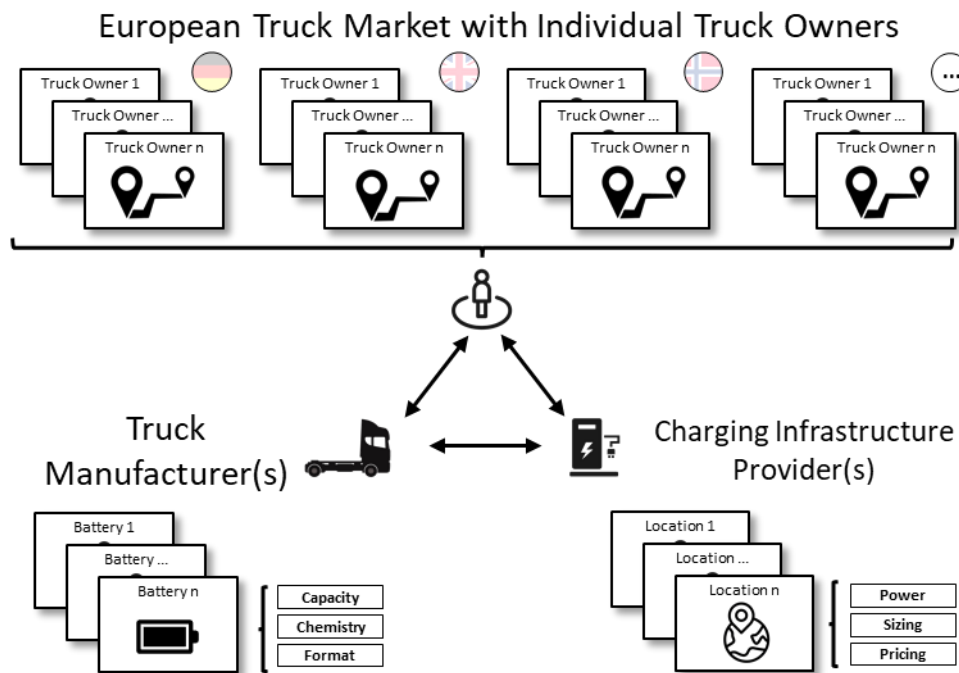 European Truck Market with Individual Truck Owners
Truck Owner 1
Truck Owner ...
Truck Owner n
Truck Owner 1
Truck Owner ...
Truck Owner n
Truck Owner 1
Truck Owner ...
Truck Owner n
Truck Owner 1
Truck Owner ...
Truck Owner n
...
Truck
Manufacturer(s)
Charging Infrastructure
Provider(s)
Battery 1
Battery ...
Battery n
Capacity
Chemistry
Format
Location 1
Location ...
Location n
Power
Sizing
Pricing